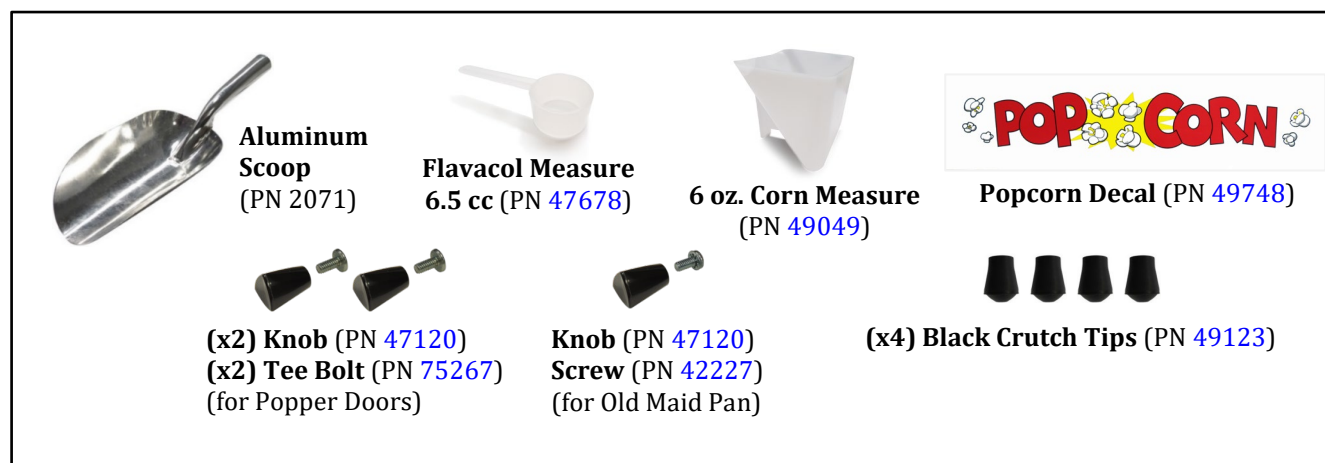 Aluminum
Scoop
(PN 2071)
Flavacol Measure
6.5 cc (PN 47678)
6 oz. Corn Measure
(PN 49049)
POP CORN
Popcorn Decal (PN 49748)
(x2) Knob (PN 47120)
(x2) Tee Bolt (PN 75267)
(for Popper Doors)
Knob (PN 47120)
Screw (PN 42227)
(for Old Maid Pan)
(x4) Black Crutch Tips (PN 49123)